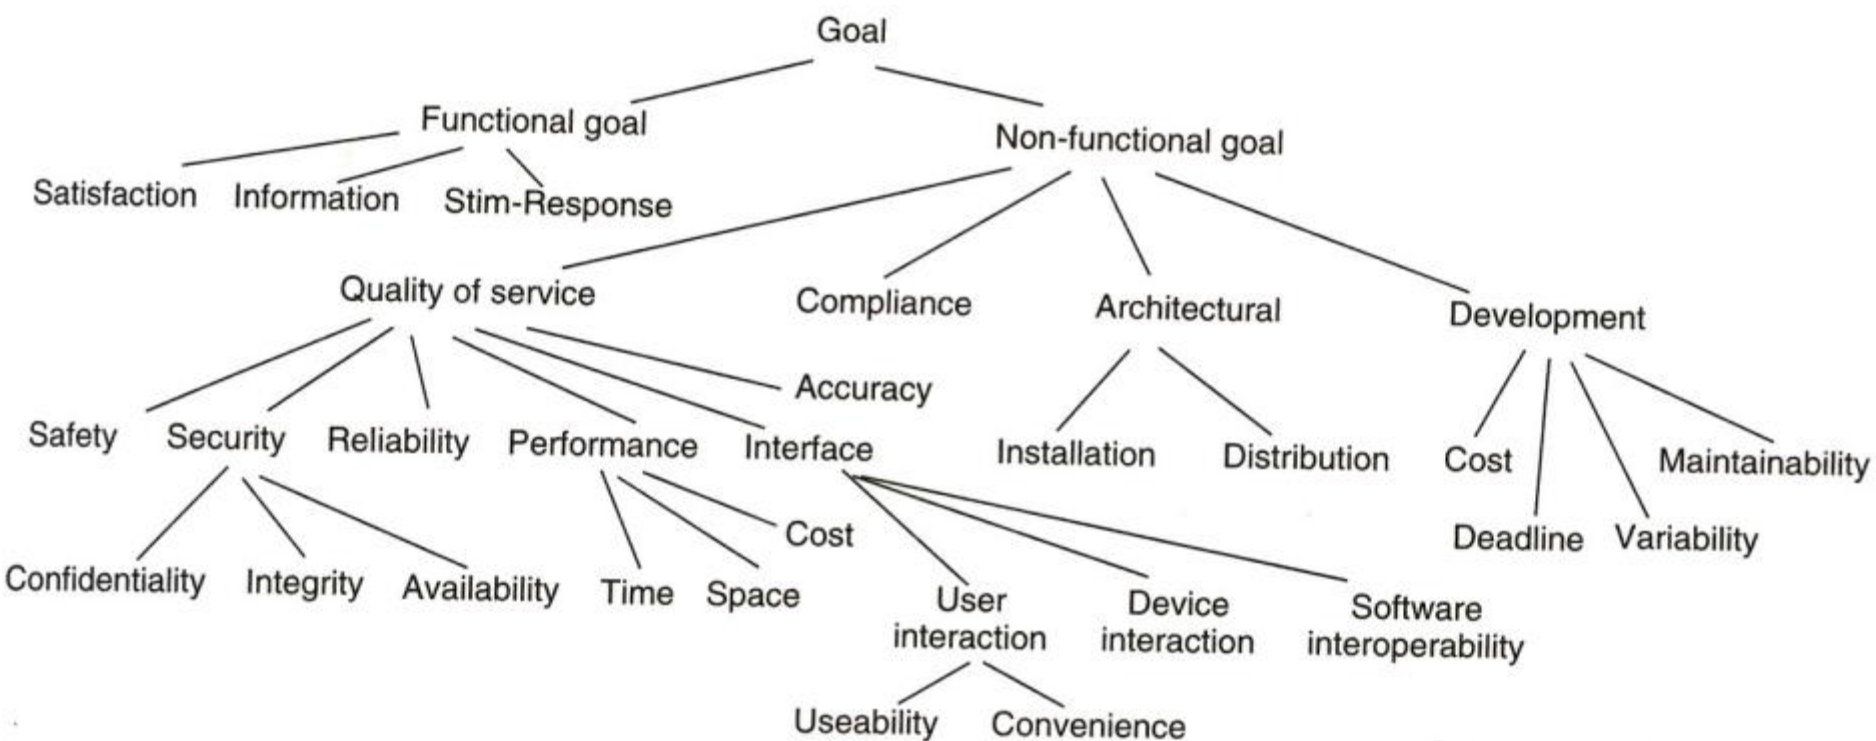 Goal
Functional goal
Non-functional goal
Satisfaction
Information
Stim-Response
Quality of service
Compliance
Architectural
Development
Accuracy
Safety
Security
Reliability
Performance
Interface
Installation
Distribution
Cost
Maintainability
Cost
Deadline
Variability
Confidentiality
Integrity
Availability
Time
Space
User
interaction
Device
interaction
Software
interoperability
Useability
Convenience